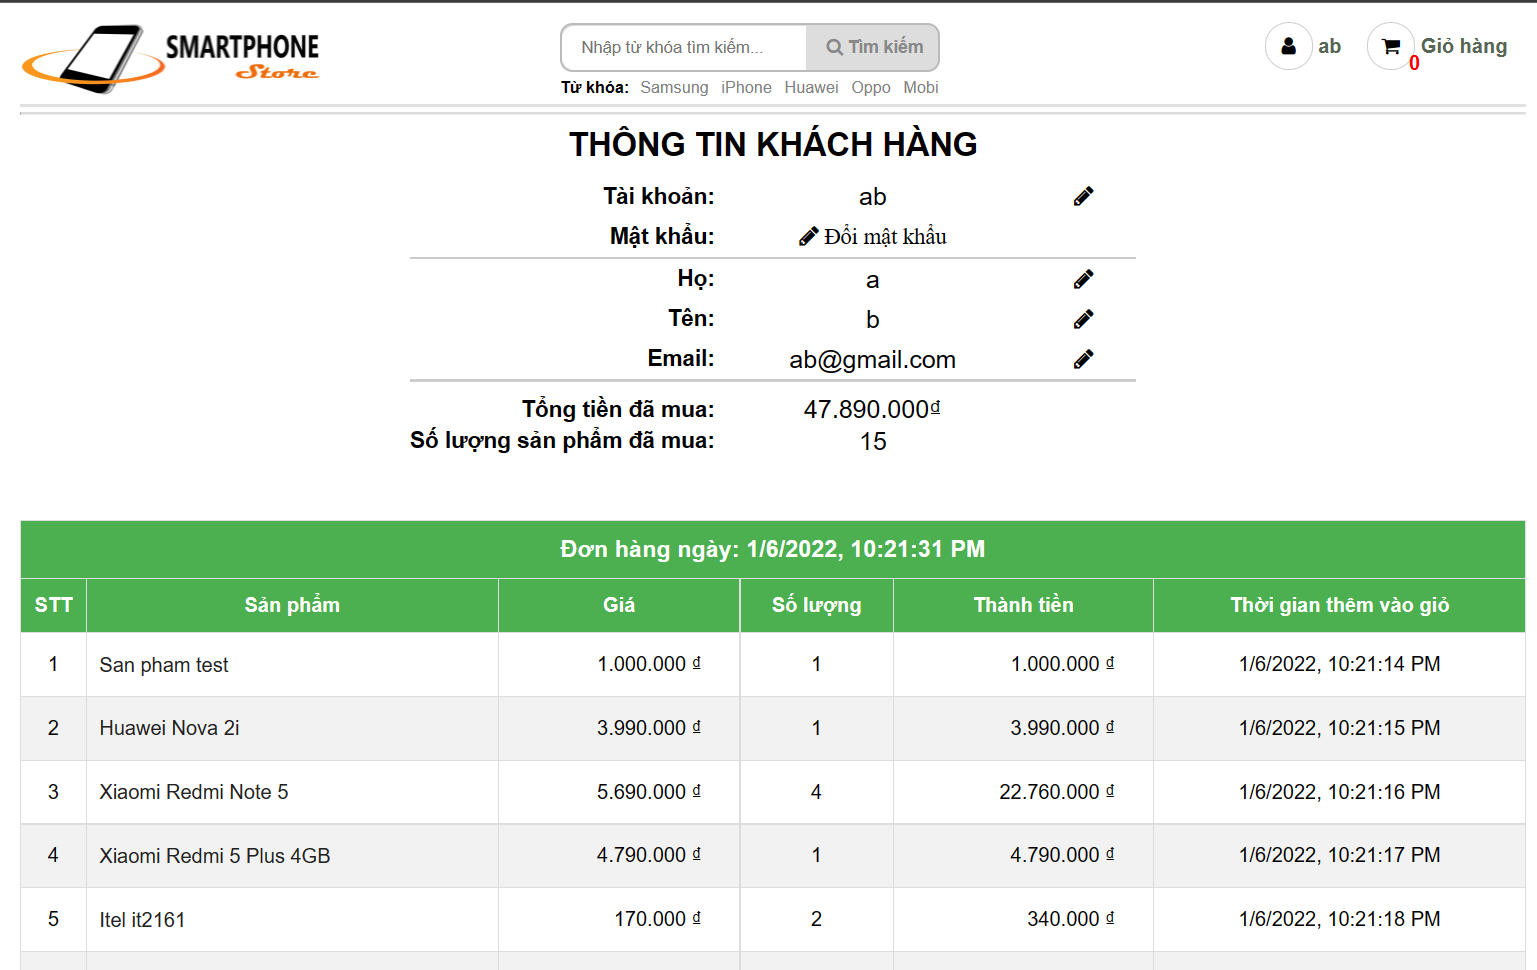 SMARTPHONE
Store
Nhập từ khóa tìm kiếm... Tìm kiếm
Từ khóa: Samsung iPhone Huawei Oppo Mobi
ab
Giỏ hàng
0
THÔNG TIN KHÁCH HÀNG
Tài khoản: ab
Mật khẩu: Đổi mật khẩu
Họ: a
Tên: b
Email: ab@gmail.com
Tổng tiền đã mua: 47.890.000₫
Số lượng sản phẩm đã mua: 15
Đơn hàng ngày: 1/6/2022, 10:21:31 PM
STT Sản phẩm Giá Số lượng Thành tiền Thời gian thêm vào giỏ
1 San pham test 1.000.000 ₫ 1 1.000.000 ₫ 1/6/2022, 10:21:14 PM
2 Huawei Nova 2i 3.990.000 ₫ 1 3.990.000 ₫ 1/6/2022, 10:21:15 PM
3 Xiaomi Redmi Note 5 5.690.000 ₫ 4 22.760.000 ₫ 1/6/2022, 10:21:16 PM
4 Xiaomi Redmi 5 Plus 4GB 4.790.000 ₫ 1 4.790.000 ₫ 1/6/2022, 10:21:17 PM
5 Itel it2161 170.000 ₫ 2 340.000 ₫ 1/6/2022, 10:21:18 PM